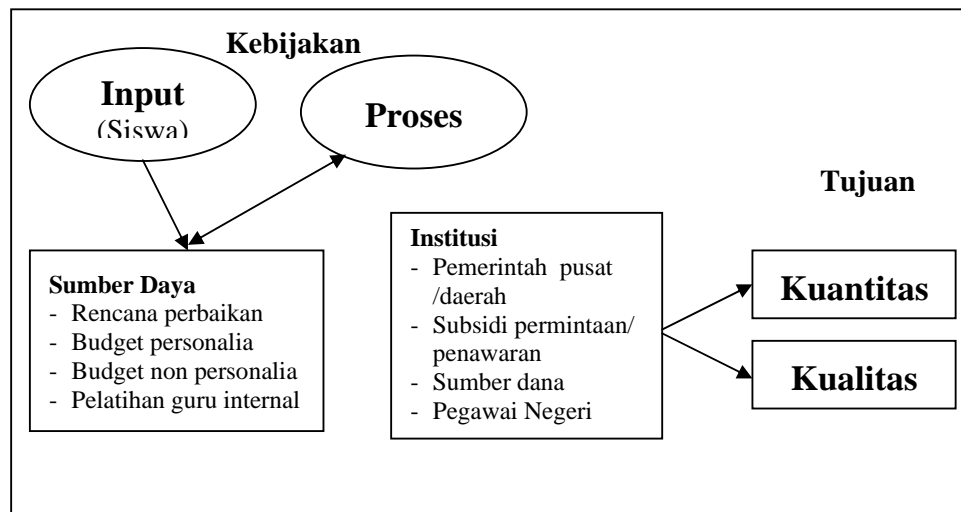 Kebijakan
Input
(Siswa)
Proses
Tujuan
Sumber Daya
- Rencana perbaikan
- Budget personalia
- Budget non personalia
- Pelatihan guru internal
Institusi
- Pemerintah pusat
/daerah
- Subsidi permintaan/
penawaran
- Sumber dana
- Pegawai Negeri
Kuantitas
Kualitas